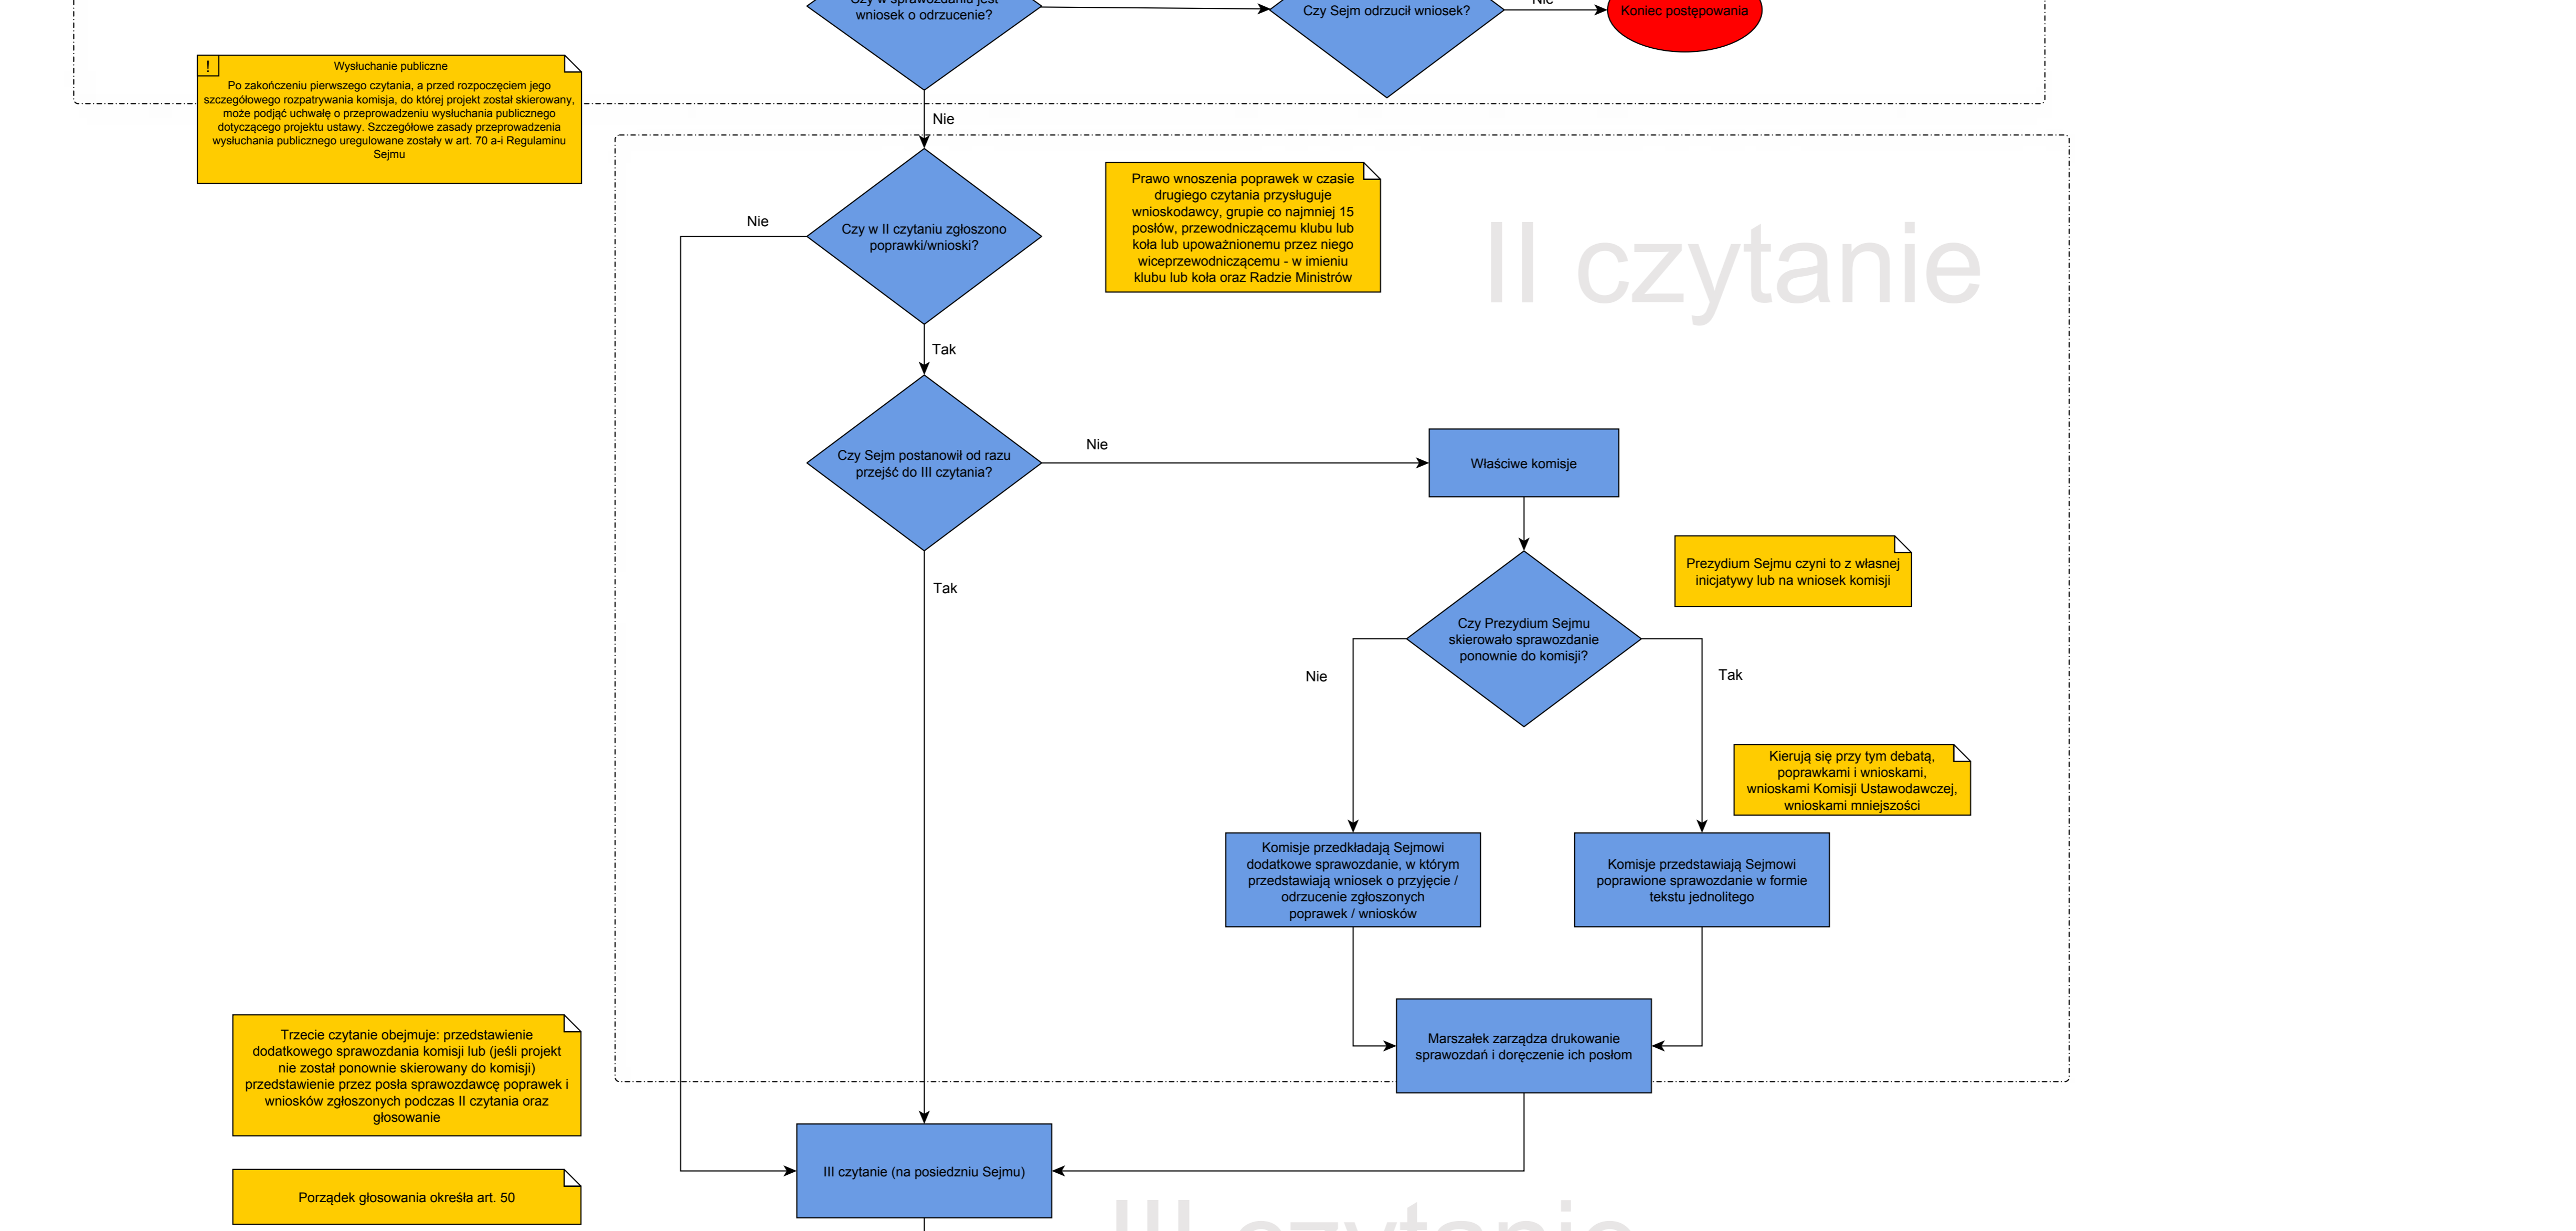 Czy w sprawozdaniu jest
wniosek o odrzucenie?
Czy Sejm odrzucił wniosek?
Nie
Koniec postępowania
!
Wysłuchanie publiczne
Po zakończeniu pierwszego czytania, a przed rozpoczęciem jego
szczegółowego rozpatrywania komisja, do której projekt został skierowany,
może podjąć uchwałę o przeprowadzeniu wysłuchania publicznego
dotyczącego projektu ustawy. Szczegółowe zasady przeprowadzenia
wysłuchania publicznego uregulowane zostały w art. 70 a-i Regulaminu
Sejmu
Nie
II czytanie
Prawo wnoszenia poprawek w czasie
drugiego czytania przysługuje
wnioskodawcy, grupie co najmniej 15
posłów, przewodniczącemu klubu lub
koła lub upoważnionemu przez niego
wiceprzewodniczącemu - w imieniu
klubu lub koła oraz Radzie Ministrów
Nie
Czy w II czytaniu zgłoszono
poprawki/wnioski?
Tak
Czy Sejm postanowił od razu
przejść do III czytania?
Nie
Właściwe komisje
Tak
Prezydium Sejmu czyni to z własnej
inicjatywy lub na wniosek komisji
Czy Prezydium Sejmu
skierowało sprawozdanie
ponownie do komisji?
Nie
Tak
Kierują się przy tym debatą,
poprawkami i wnioskami,
wnioskami Komisji Ustawodawczej,
wnioskami mniejszości
Komisje przedkładają Sejmowi
dodatkowe sprawozdanie, w którym
przedstawiają wniosek o przyjęcie /
odrzucenie zgłoszonych
poprawek / wniosków
Komisje przedstawiają Sejmowi
poprawione sprawozdanie w formie
tekstu jednolitego
Marszałek zarządza drukowanie
sprawozdań i doręczenie ich posłom
Trzecie czytanie obejmuje: przedstawienie
dodatkowego sprawozdania komisji lub (jeśli projekt
nie został ponownie skierowany do komisji)
przedstawienie przez posła sprawozdawcę poprawek i
wniosków zgłoszonych podczas II czytania oraz
głosowanie
III czytanie (na posiedzniu Sejmu)
Porządek głosowania określa art. 50
III czytanie